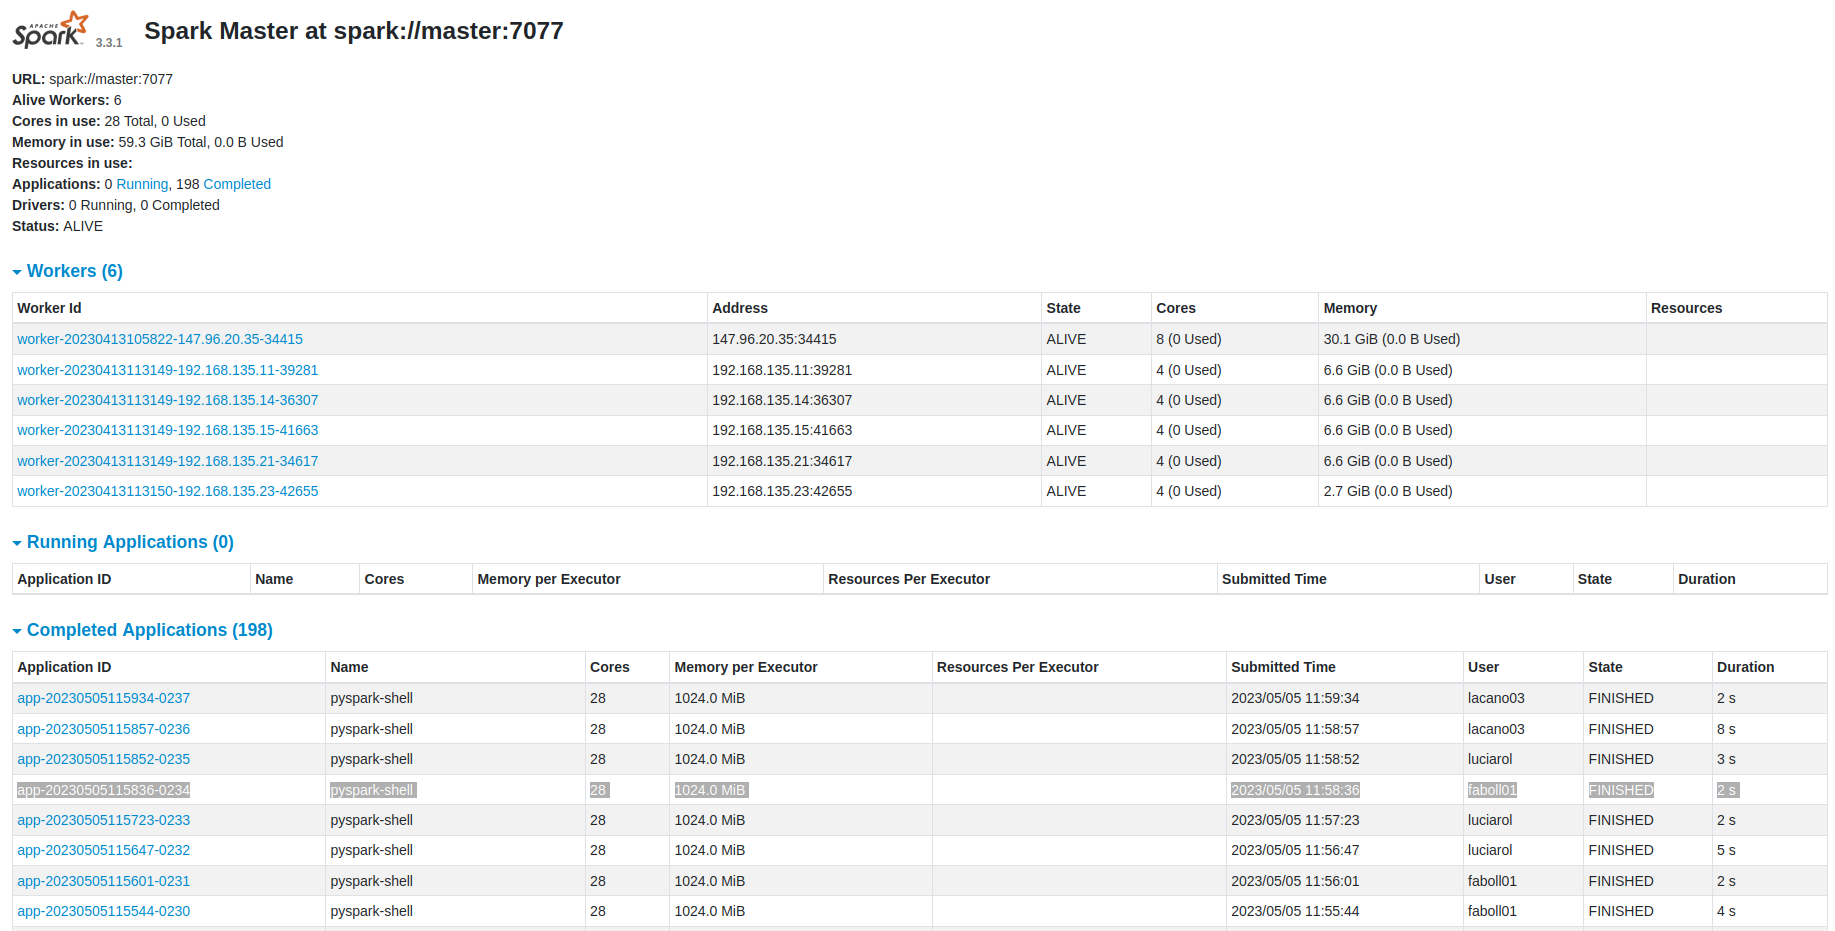 APACHE
Spark 3.3.1 Spark Master at spark://master:7077
URL: spark://master:7077
Alive Workers: 6
Cores in use: 28 Total, 0 Used
Memory in use: 59.3 GiB Total, 0.0 B Used
Resources in use:
Applications: 0 Running, 198 Completed
Drivers: 0 Running, 0 Completed
Status: ALIVE
Workers (6)
Worker Id Address State Cores Memory Resources
worker-20230413105822-147.96.20.35-34415 147.96.20.35:34415 ALIVE 8 (0 Used) 30.1 GiB (0.0 B Used)
worker-20230413113149-192.168.135.11-39281 192.168.135.11:39281 ALIVE 4 (0 Used) 6.6 GiB (0.0 B Used)
worker-20230413113149-192.168.135.14-36307 192.168.135.14:36307 ALIVE 4 (0 Used) 6.6 GiB (0.0 B Used)
worker-20230413113149-192.168.135.15-41663 192.168.135.15:41663 ALIVE 4 (0 Used) 6.6 GiB (0.0 B Used)
worker-20230413113149-192.168.135.21-34617 192.168.135.21:34617 ALIVE 4 (0 Used) 6.6 GiB (0.0 B Used)
worker-20230413113150-192.168.135.23-42655 192.168.135.23:42655 ALIVE 4 (0 Used) 2.7 GiB (0.0 B Used)
Running Applications (0)
Application ID Name Cores Memory per Executor Resources Per Executor Submitted Time User State Duration
Completed Applications (198)
Application ID Name Cores Memory per Executor Resources Per Executor Submitted Time User State Duration
app-20230505115934-0237 pyspark-shell 28 1024.0 MiB 2023/05/05 11:59:34 lacano03 FINISHED 2 s
app-20230505115857-0236 pyspark-shell 28 1024.0 MiB 2023/05/05 11:58:57 lacano03 FINISHED 8 s
app-20230505115852-0235 pyspark-shell 28 1024.0 MiB 2023/05/05 11:58:52 luciarol FINISHED 3 s
app-20230505115836-0234 pyspark-shell 28 1024.0 MiB 2023/05/05 11:58:36 faboll01 FINISHED 2 s
app-20230505115723-0233 pyspark-shell 28 1024.0 MiB 2023/05/05 11:57:23 luciarol FINISHED 2 s
app-20230505115647-0232 pyspark-shell 28 1024.0 MiB 2023/05/05 11:56:47 luciarol FINISHED 5 s
app-20230505115601-0231 pyspark-shell 28 1024.0 MiB 2023/05/05 11:56:01 faboll01 FINISHED 2 s
app-20230505115544-0230 pyspark-shell 28 1024.0 MiB 2023/05/05 11:55:44 faboll01 FINISHED 4 s